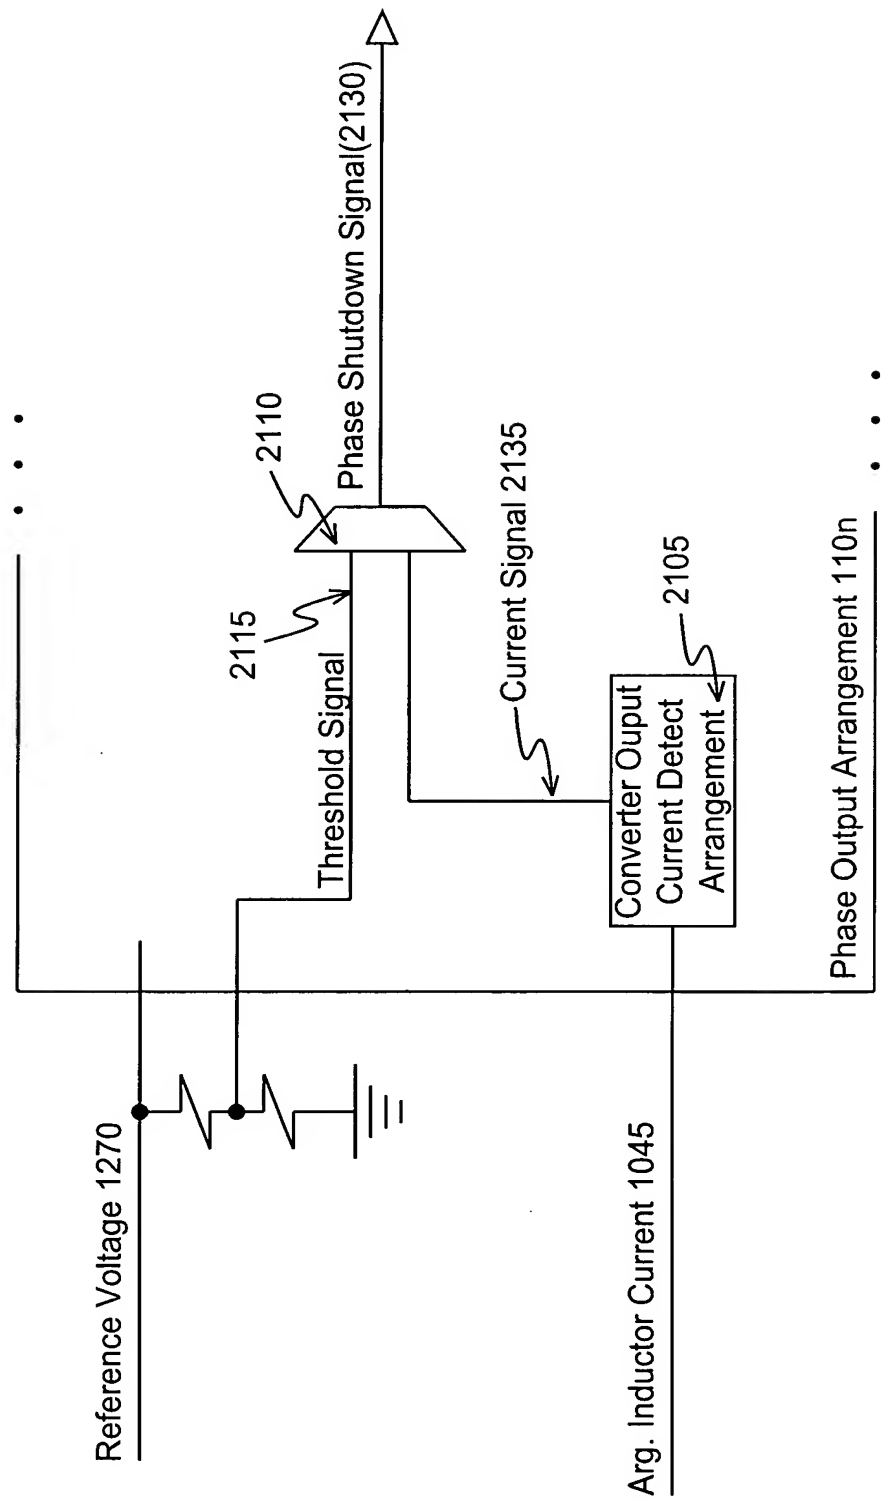 Reference Voltage 1270
Threshold Signal
2115
2110
Phase Shutdown Signal(2130)
Current Signal 2135
Arg. Inductor Current 1045
Converter Ouput
Current Detect
Arrangement
2105
Phase Output Arrangement 110n